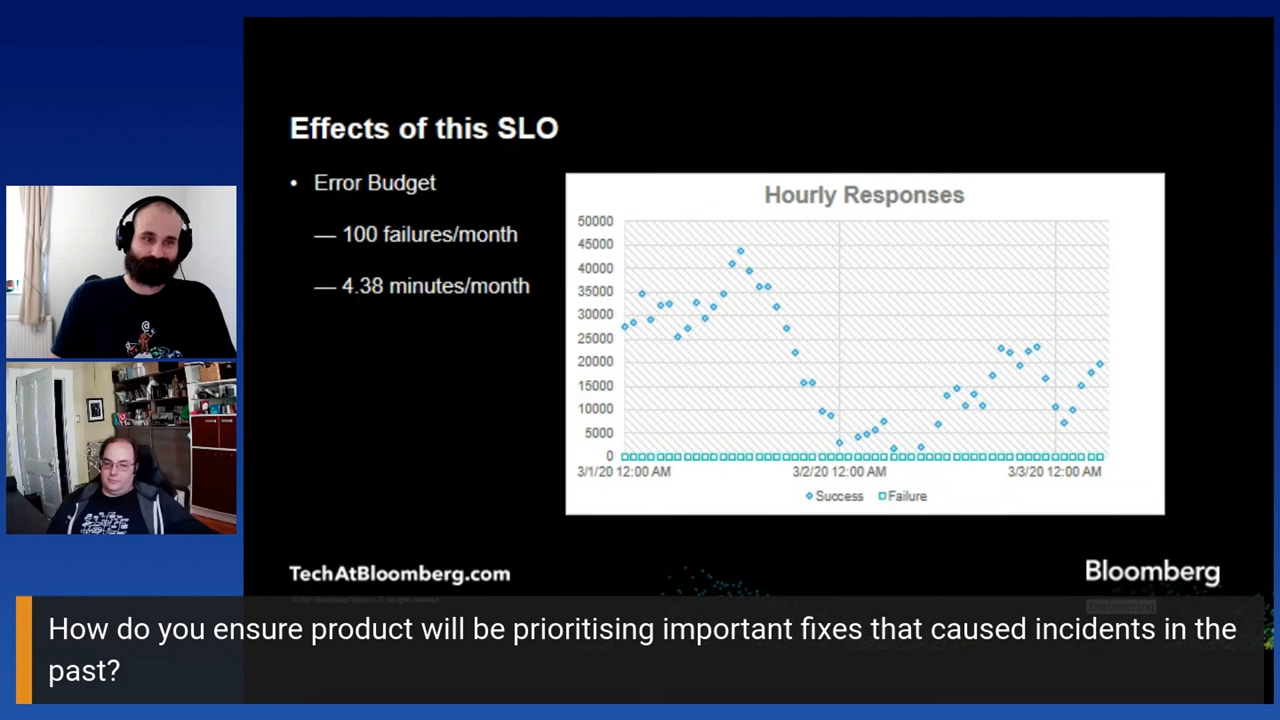 Effects of this SLO
• Error Budget
— 100 failures/month
— 4.38 minutes/month
Hourly Responses
50000
45000
40000
35000
30000
25000
20000
15000
10000
5000
0
3/1/20 12:00 AM
3/2/20 12:00 AM
3/3/20 12:00 AM
Success
Failure
TechAtBloomberg.com
Bloomberg
Engineering
How do you ensure product will be prioritising important fixes that caused incidents in the
past?